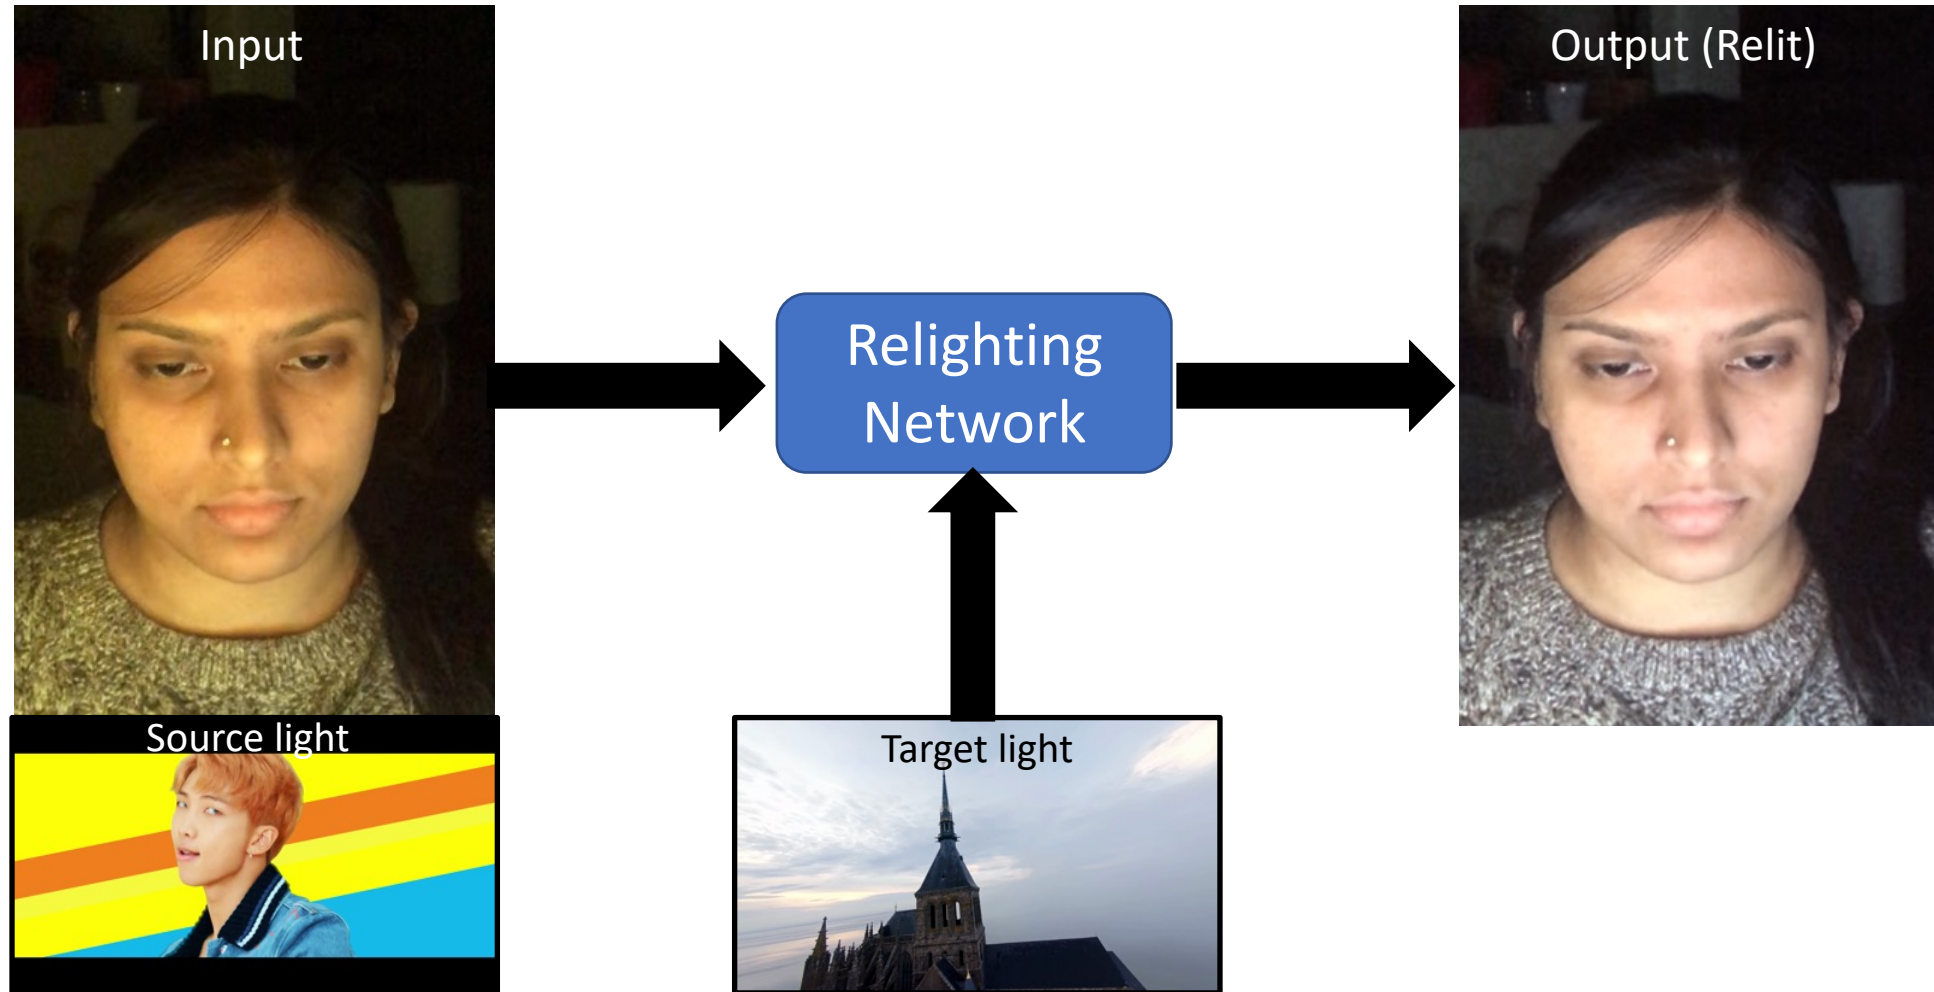 Input
Output (Relit)
Relighting
Network
Source light
Target light